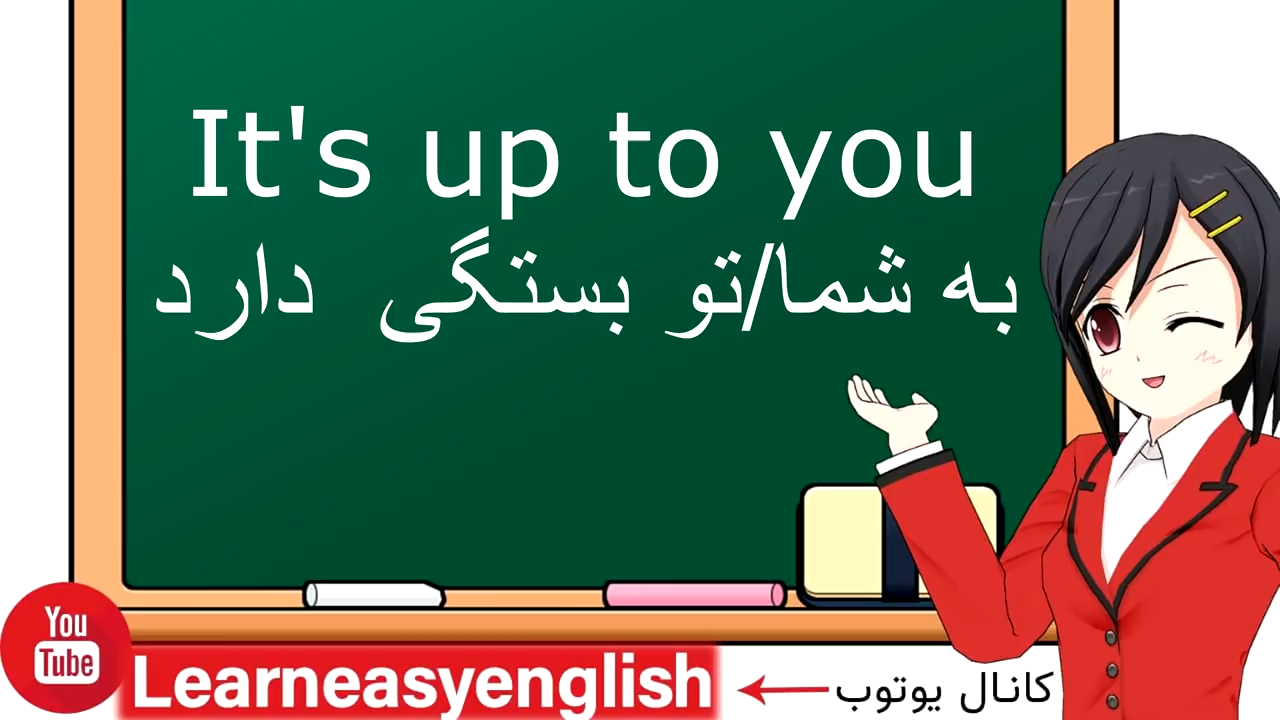 It's up to you
به شما/تو بستگی دارد
You
Tube
Learneasyenglish
کانال یوتوب